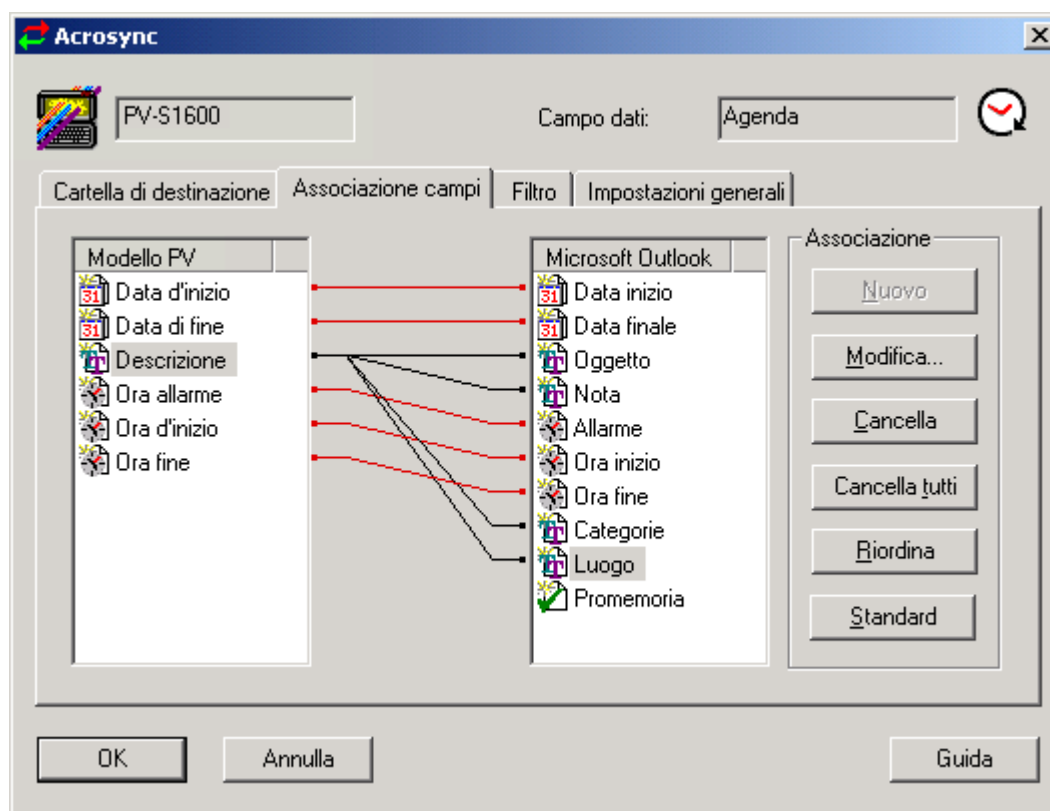 Acrosync
PV-S1600
Campo dati:
Agenda
Cartella di destinazione
Associazione campi
Filtro
Impostazioni generali
Modello PV
Data d'inizio
Data di fine
Descrizione
Ora allarme
Ora d'inizio
Ora fine
Microsoft Outlook
Data inizio
Data finale
Oggetto
Nota
Allarme
Ora inizio
Ora fine
Categorie
Luogo
Promemoria
Associazione
Nuovo
Modifica...
Cancella
Cancella tutti
Riordina
Standard
OK
Annulla
Guida